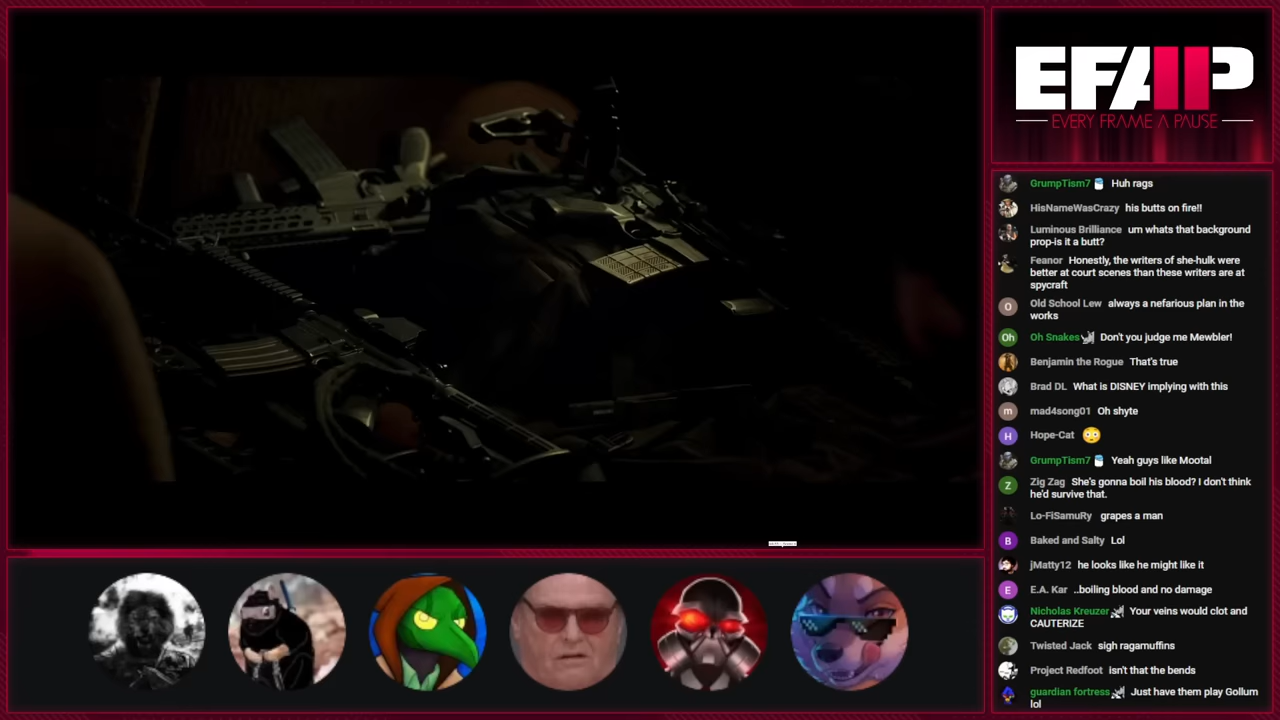 EFAP
EVERY FRAME A PAUSE
GrumpTism7 Huh rags
HisNameWasCrazy his butts on fire!!
Luminous Brilliance um whats that background
prop-is it a butt?
Feanor Honestly, the writers of she-hulk were
better at court scenes than these writers are at
spycraft
Old School Lew always a nefarious plan in the
works
Oh Snakes Don't you judge me Mewbler!
Benjamin the Rogue That's true
Brad DL What is DISNEY implying with this
mad4song01 Oh shyte
Hope-Cat 😳
GrumpTism7 Yeah guys like Mootal
Zig Zag She's gonna boil his blood? I don't think
he'd survive that.
Lo-FiSamuRy grapes a man
Baked and Salty Lol
jMatty12 he looks like he might like it
E.A. Kar ..boiling blood and no damage
Nicholas Kreuzer Your veins would clot and
CAUTERIZE
Twisted Jack sigh ragamuffins
Project Redfoot isn't that the bends
guardian fortress Just have them play Gollum
lol
O
Oh
m
H
Z
B
E